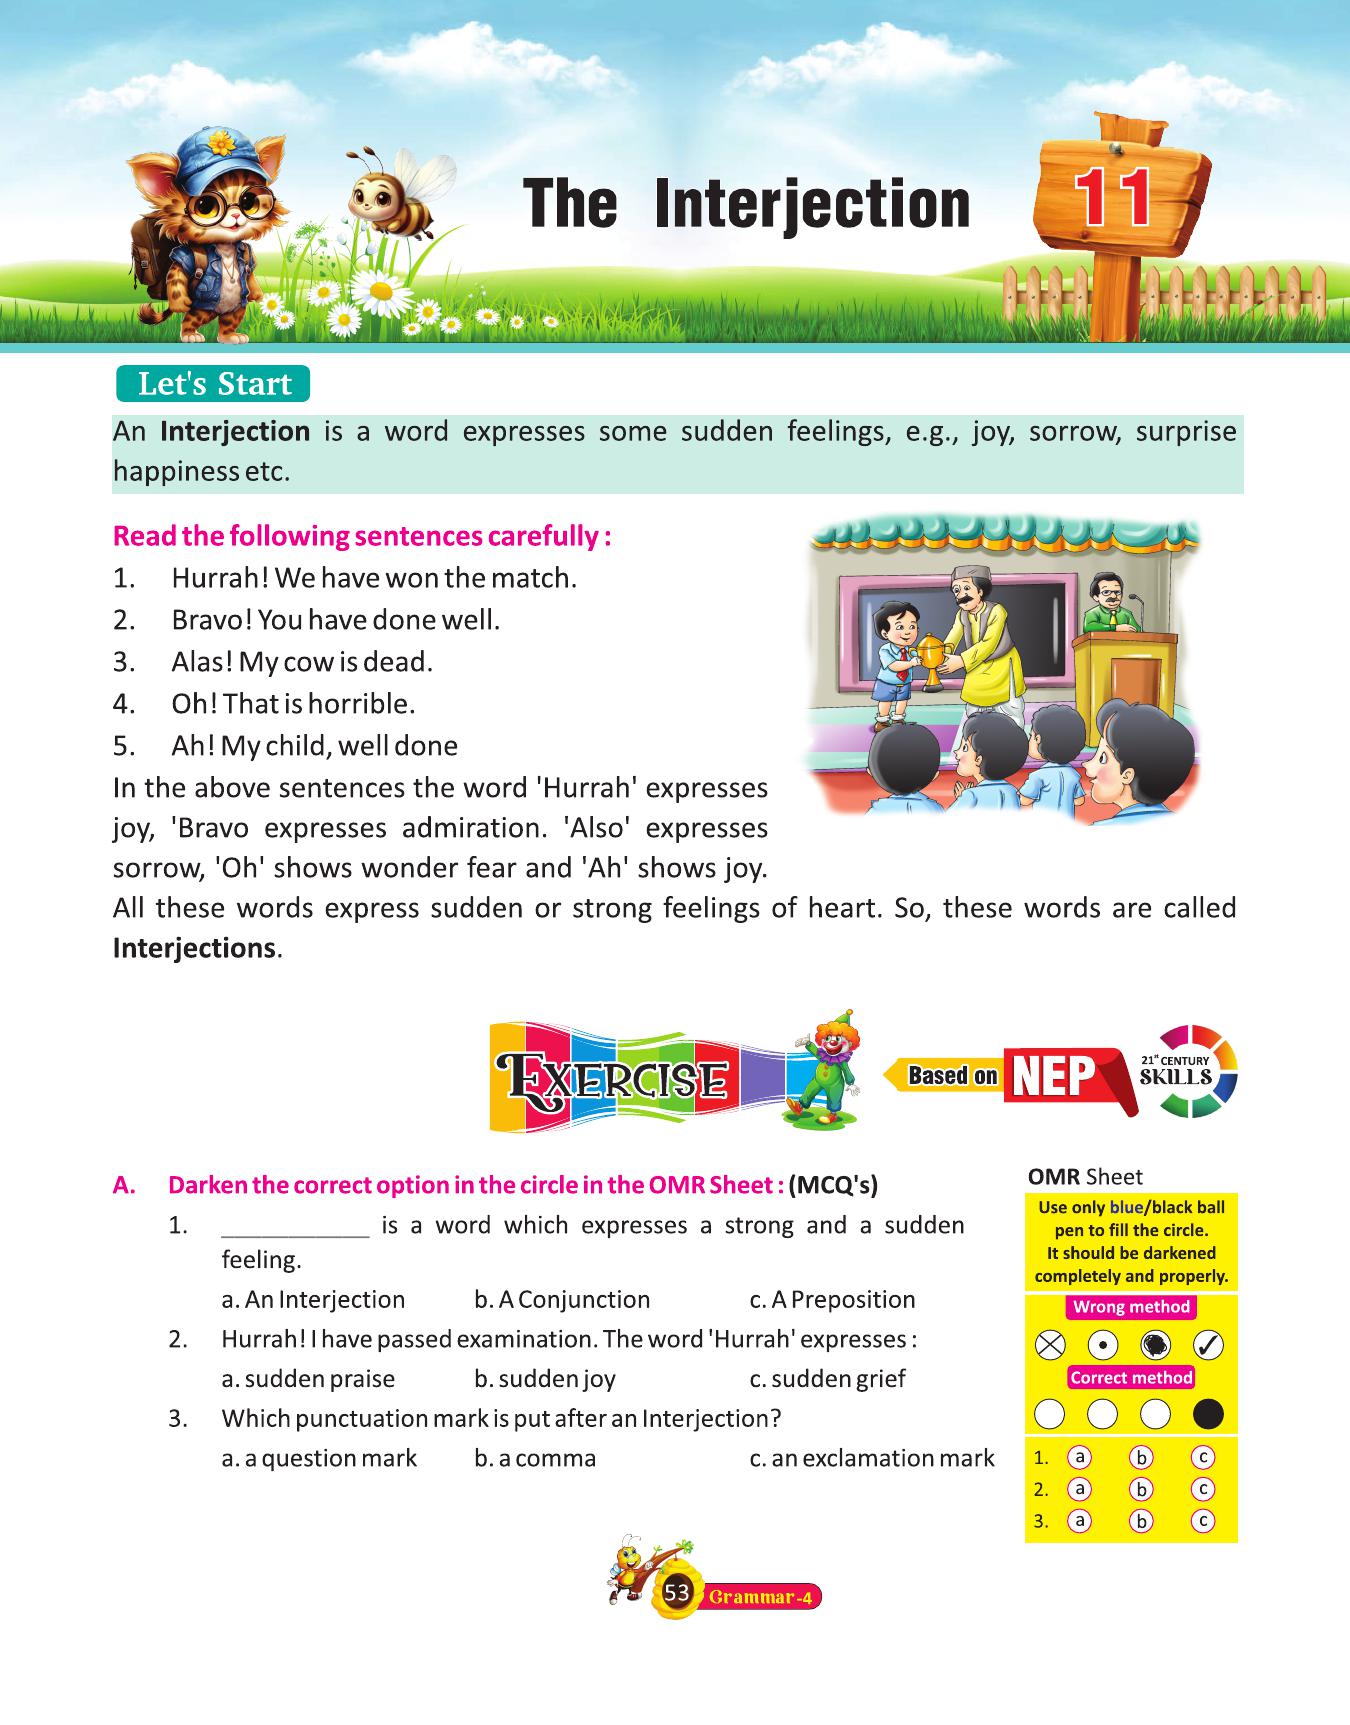 The Interjection
11
Let's Start
An Interjection is a word expresses some sudden feelings, e.g., joy, sorrow, surprise
happiness etc.
Read the following sentences carefully :
1. Hurrah! We have won the match.
2. Bravo! You have done well.
3. Alas! My cow is dead.
4. Oh! That is horrible.
5. Ah! My child, well done
In the above sentences the word 'Hurrah' expresses
joy, 'Bravo expresses admiration. 'Also' expresses
sorrow, 'Oh' shows wonder fear and 'Ah' shows joy.
All these words express sudden or strong feelings of heart. So, these words are called
Interjections.
EXERCISE
Based on NEP
21st CENTURY
SKILLS
A. Darken the correct option in the circle in the OMR Sheet : (MCQ's)
1. ___________ is a word which expresses a strong and a sudden
feeling.
a. An Interjection b. A Conjunction c. A Preposition
2. Hurrah! I have passed examination. The word 'Hurrah' expresses :
a. sudden praise b. sudden joy c. sudden grief
3. Which punctuation mark is put after an Interjection?
a. a question mark b. a comma c. an exclamation mark
OMR Sheet
Use only blue/black ball
pen to fill the circle.
It should be darkened
completely and properly.
Wrong method
Correct method
1. a b c
2. a b c
3. a b c
53 Grammar-4